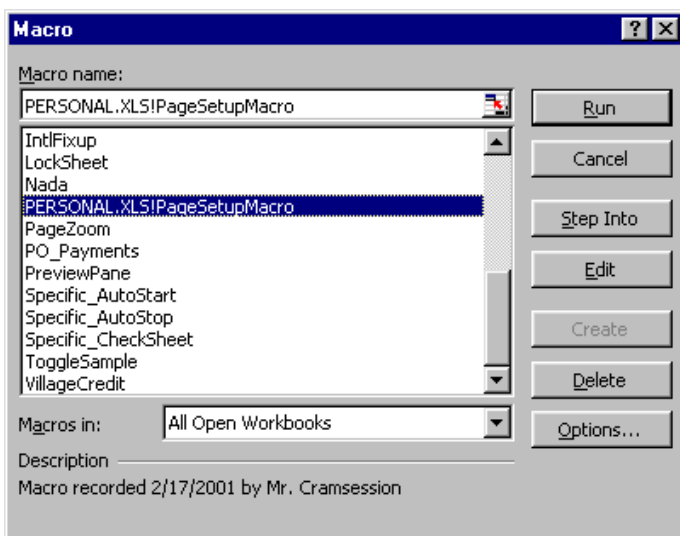 Macro
Macro name:
PERSONAL.XLS!PageSetupMacro
Run
IntlFixup
LockSheet
Nada
PERSONAL.XLS!PageSetupMacro
PageZoom
PO_Payments
PreviewPane
Specific_AutoStart
Specific_AutoStop
Specific_CheckSheet
ToggleSample
VillageCredit
Cancel
Step Into
Edit
Create
Delete
Macros in:
All Open Workbooks
Options...
Description
Macro recorded 2/17/2001 by Mr. Cramsession